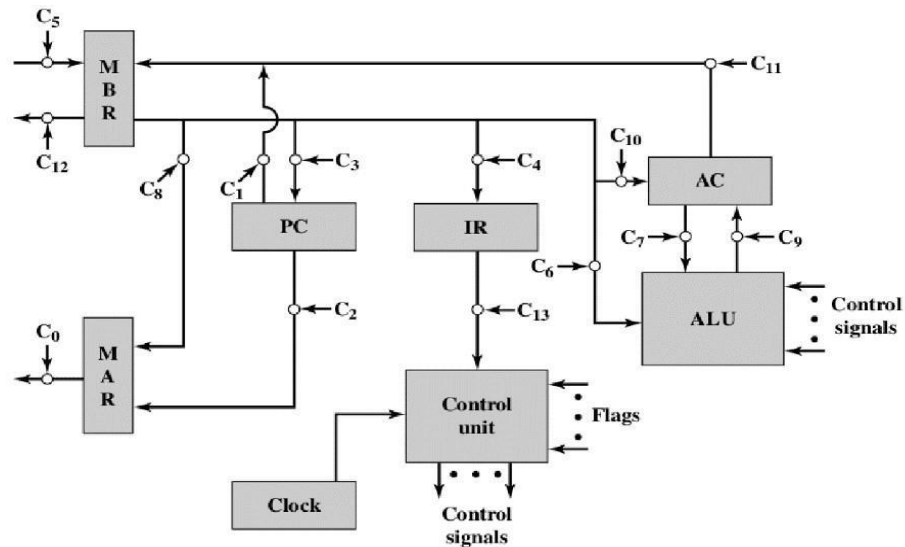 C5
M
B
R
C11
C12
C8
C1
C3
C4
C10
AC
PC
IR
C7
C9
C6
C2
C13
ALU
Control
signals
C0
M
A
R
Control
unit
Flags
Clock
Control
signals